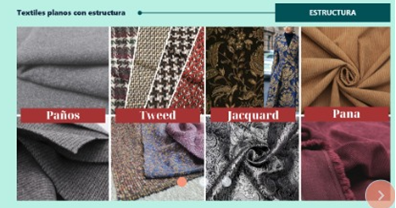 Textiles planos con estructura
ESTRUCTURA
Paños
Tweed
Jacquard
Pana